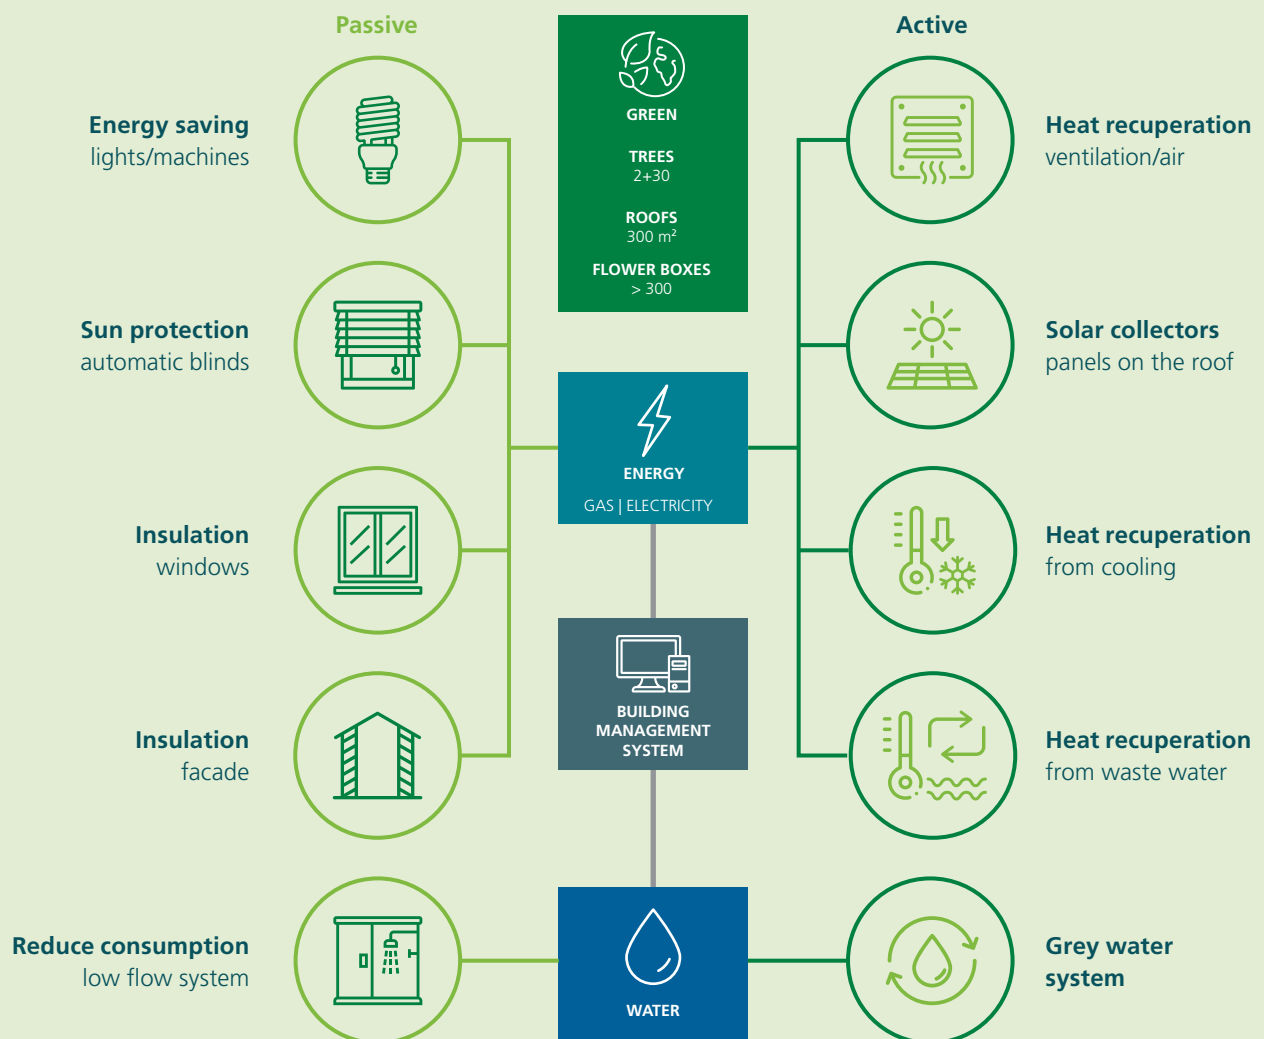 Passive
Energy saving
lights/machines
Sun protection
automatic blinds
Insulation
windows
Insulation
facade
Reduce consumption
low flow system
GREEN
TREES
2+30
ROOFS
300 m²
FLOWER BOXES
> 300
ENERGY
GAS | ELECTRICITY
BUILDING
MANAGEMENT
SYSTEM
WATER
Active
Heat recuperation
ventilation/air
Solar collectors
panels on the roof
Heat recuperation
from cooling
Heat recuperation
from waste water
Grey water
system